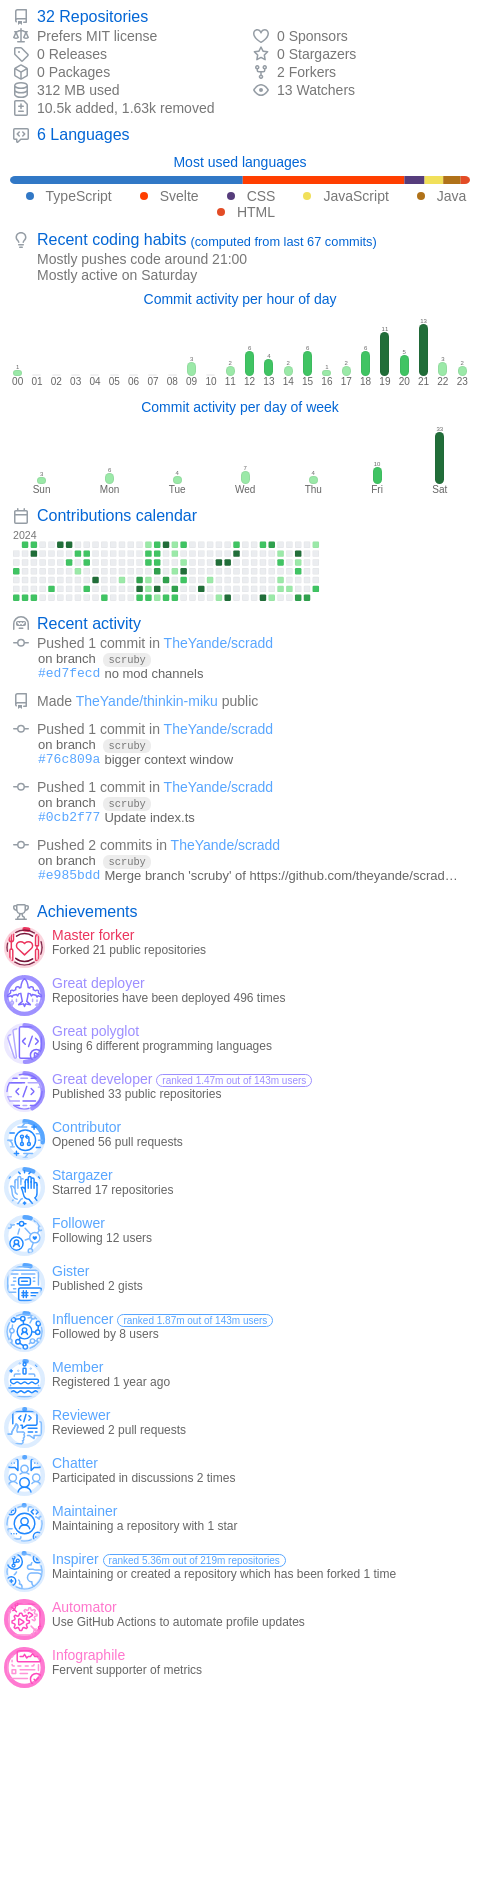 32 Repositories
Prefers MIT license
0 Sponsors
0 Releases
0 Stargazers
0 Packages
2 Forkers
312 MB used
13 Watchers
10.5k added, 1.63k removed
6 Languages
Most used languages
TypeScript Svelte CSS JavaScript Java
HTML
Recent coding habits (computed from last 67 commits)
Mostly pushes code around 21:00
Mostly active on Saturday
Commit activity per hour of day
1 3 2 6 4 2 6 1 2 6 11 5 13 3 2
00 01 02 03 04 05 06 07 08 09 10 11 12 13 14 15 16 17 18 19 20 21 22 23
Commit activity per day of week
3 6 4 7 4 10 33
Sun Mon Tue Wed Thu Fri Sat
Contributions calendar
2024
Recent activity
Pushed 1 commit in TheYande/scradd
on branch scruby
#ed7fecd no mod channels
Made TheYande/thinkin-miku public
Pushed 1 commit in TheYande/scradd
on branch scruby
#76c809a bigger context window
Pushed 1 commit in TheYande/scradd
on branch scruby
#0cb2f77 Update index.ts
Pushed 2 commits in TheYande/scradd
on branch scruby
#e985bdd Merge branch 'scruby' of https://github.com/theyande/scrad…
Achievements
Master forker
Forked 21 public repositories
Great deployer
Repositories have been deployed 496 times
Great polyglot
Using 6 different programming languages
Great developer ranked 1.47m out of 143m users
Published 33 public repositories
Contributor
Opened 56 pull requests
Stargazer
Starred 17 repositories
Follower
Following 12 users
Gister
Published 2 gists
Influencer ranked 1.87m out of 143m users
Followed by 8 users
Member
Registered 1 year ago
Reviewer
Reviewed 2 pull requests
Chatter
Participated in discussions 2 times
Maintainer
Maintaining a repository with 1 star
Inspirer ranked 5.36m out of 219m repositories
Maintaining or created a repository which has been forked 1 time
Automator
Use GitHub Actions to automate profile updates
Infographile
Fervent supporter of metrics